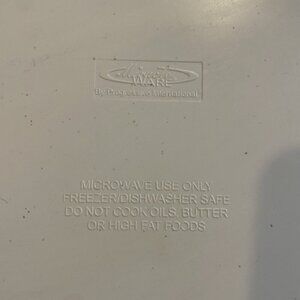 WARE
By Progressive International
MICROWAVE USE ONLY
FREEZER/DISHWASHER SAFE
DO NOT COOK OILS, BUTTER
OR HIGH FAT FOODS